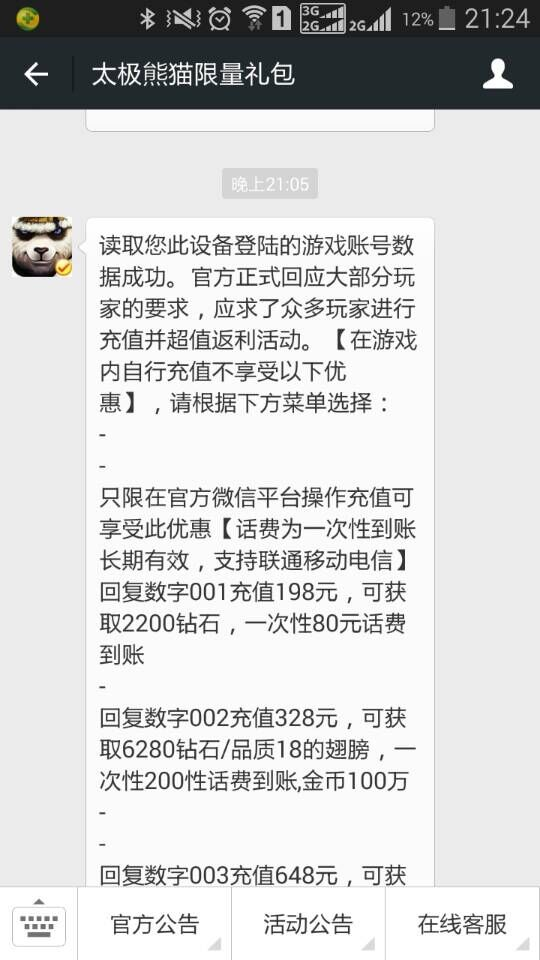 3G
2G
1
2G
12%
21:24
太极熊猫限量礼包
晚上21:05
读取您此设备登陆的游戏账号数
据成功。官方正式回应大部分玩
家的要求，应求了众多玩家进行
充值并超值返利活动。【在游戏
内自行充值不享受以下优
惠】，请根据下方菜单选择：
-
-
只限在官方微信平台操作充值可
享受此优惠【话费为一次性到账
长期有效，支持联通移动电信】
回复数字001充值198元，可获
取2200钻石，一次性80元话费
到账
-
回复数字002充值328元，可获
取6280钻石/品质18的翅膀，一
次性200性话费到账,金币100万
-
-
回复数字003充值648元，可获
官方公告
活动公告
在线客服